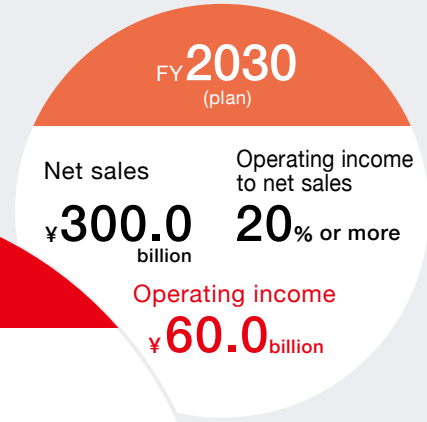 FY2030
(plan)
Net sales
¥300.0
billion
Operating income
to net sales
20% or more
Operating income
¥60.0billion